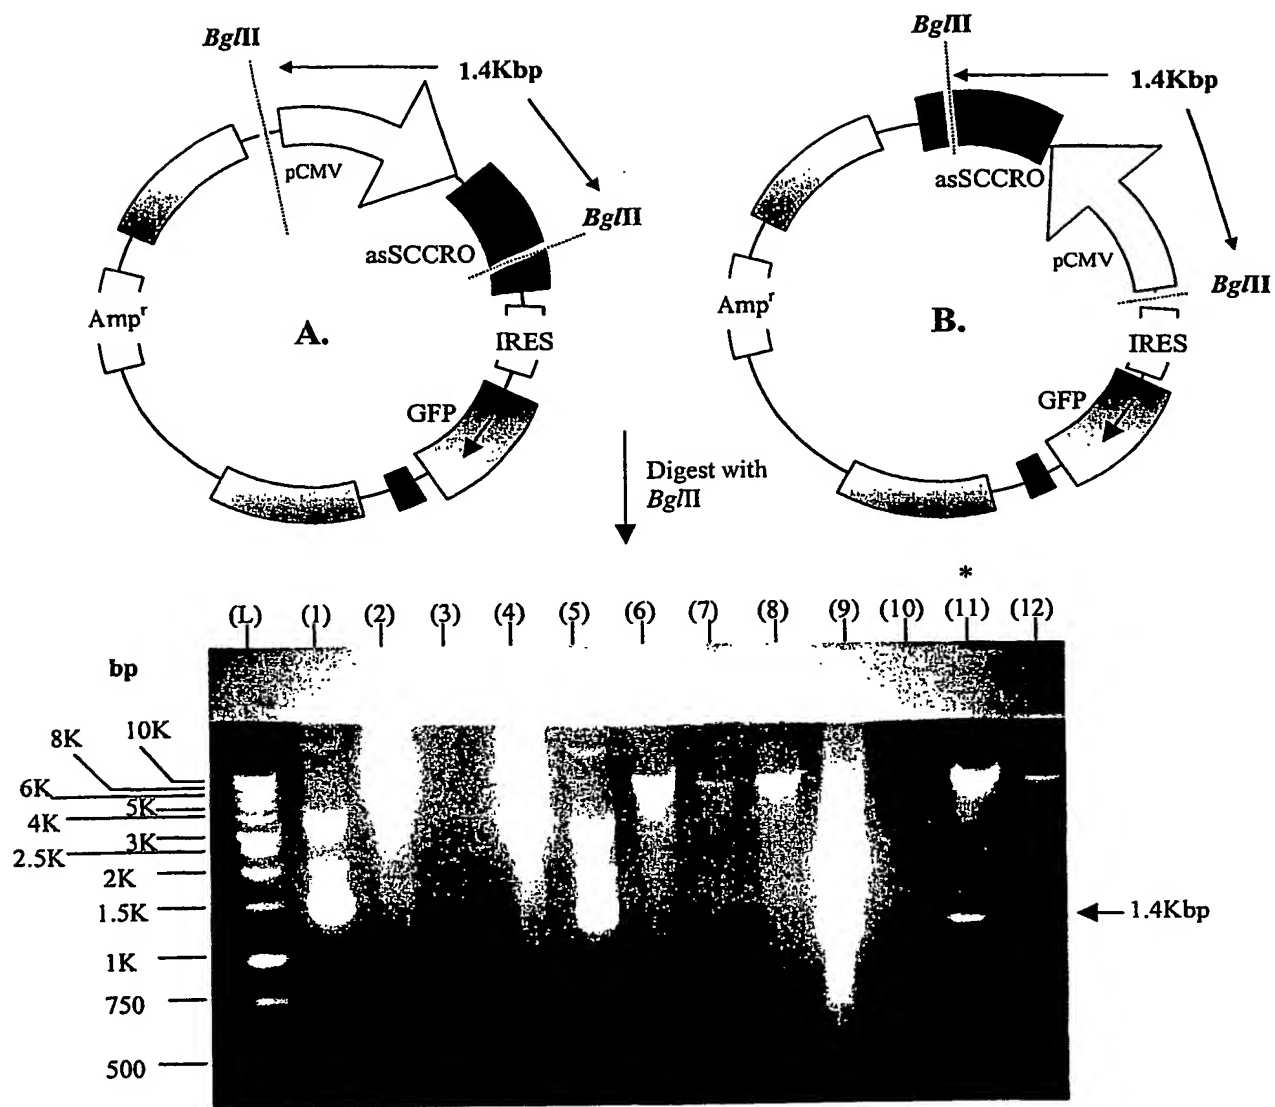 BglII
1.4Kbp
pCMV
asSCCRO
BglII
Ampʳ
A.
IRES
GFP
BglII
1.4Kbp
asSCCRO
pCMV
BglII
Ampʳ
B.
IRES
GFP
Digest with
BglII
*
(L) (1) (2) (3) (4) (5) (6) (7) (8) (9) (10) (11) (12)
bp
10K
8K
6K
5K
4K
3K
2.5K
2K
1.5K
1.4Kbp
1K
750
500